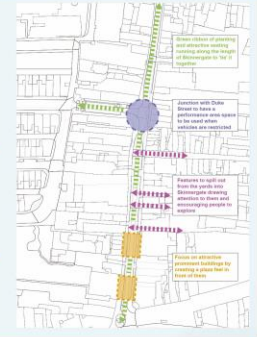 Green ribbon of planting
and attractive seating
running along the length
of Skinnergate to 'tie' it
together
Junction with Duke
Street to have a
performance area space
to be used when
vehicles are restricted
Features to spill out
from the yards into
Skinnergate drawing
attention to them and
encouraging people to
explore
Focus on attractive
prominent buildings by
creating a plaza feel in
front of them